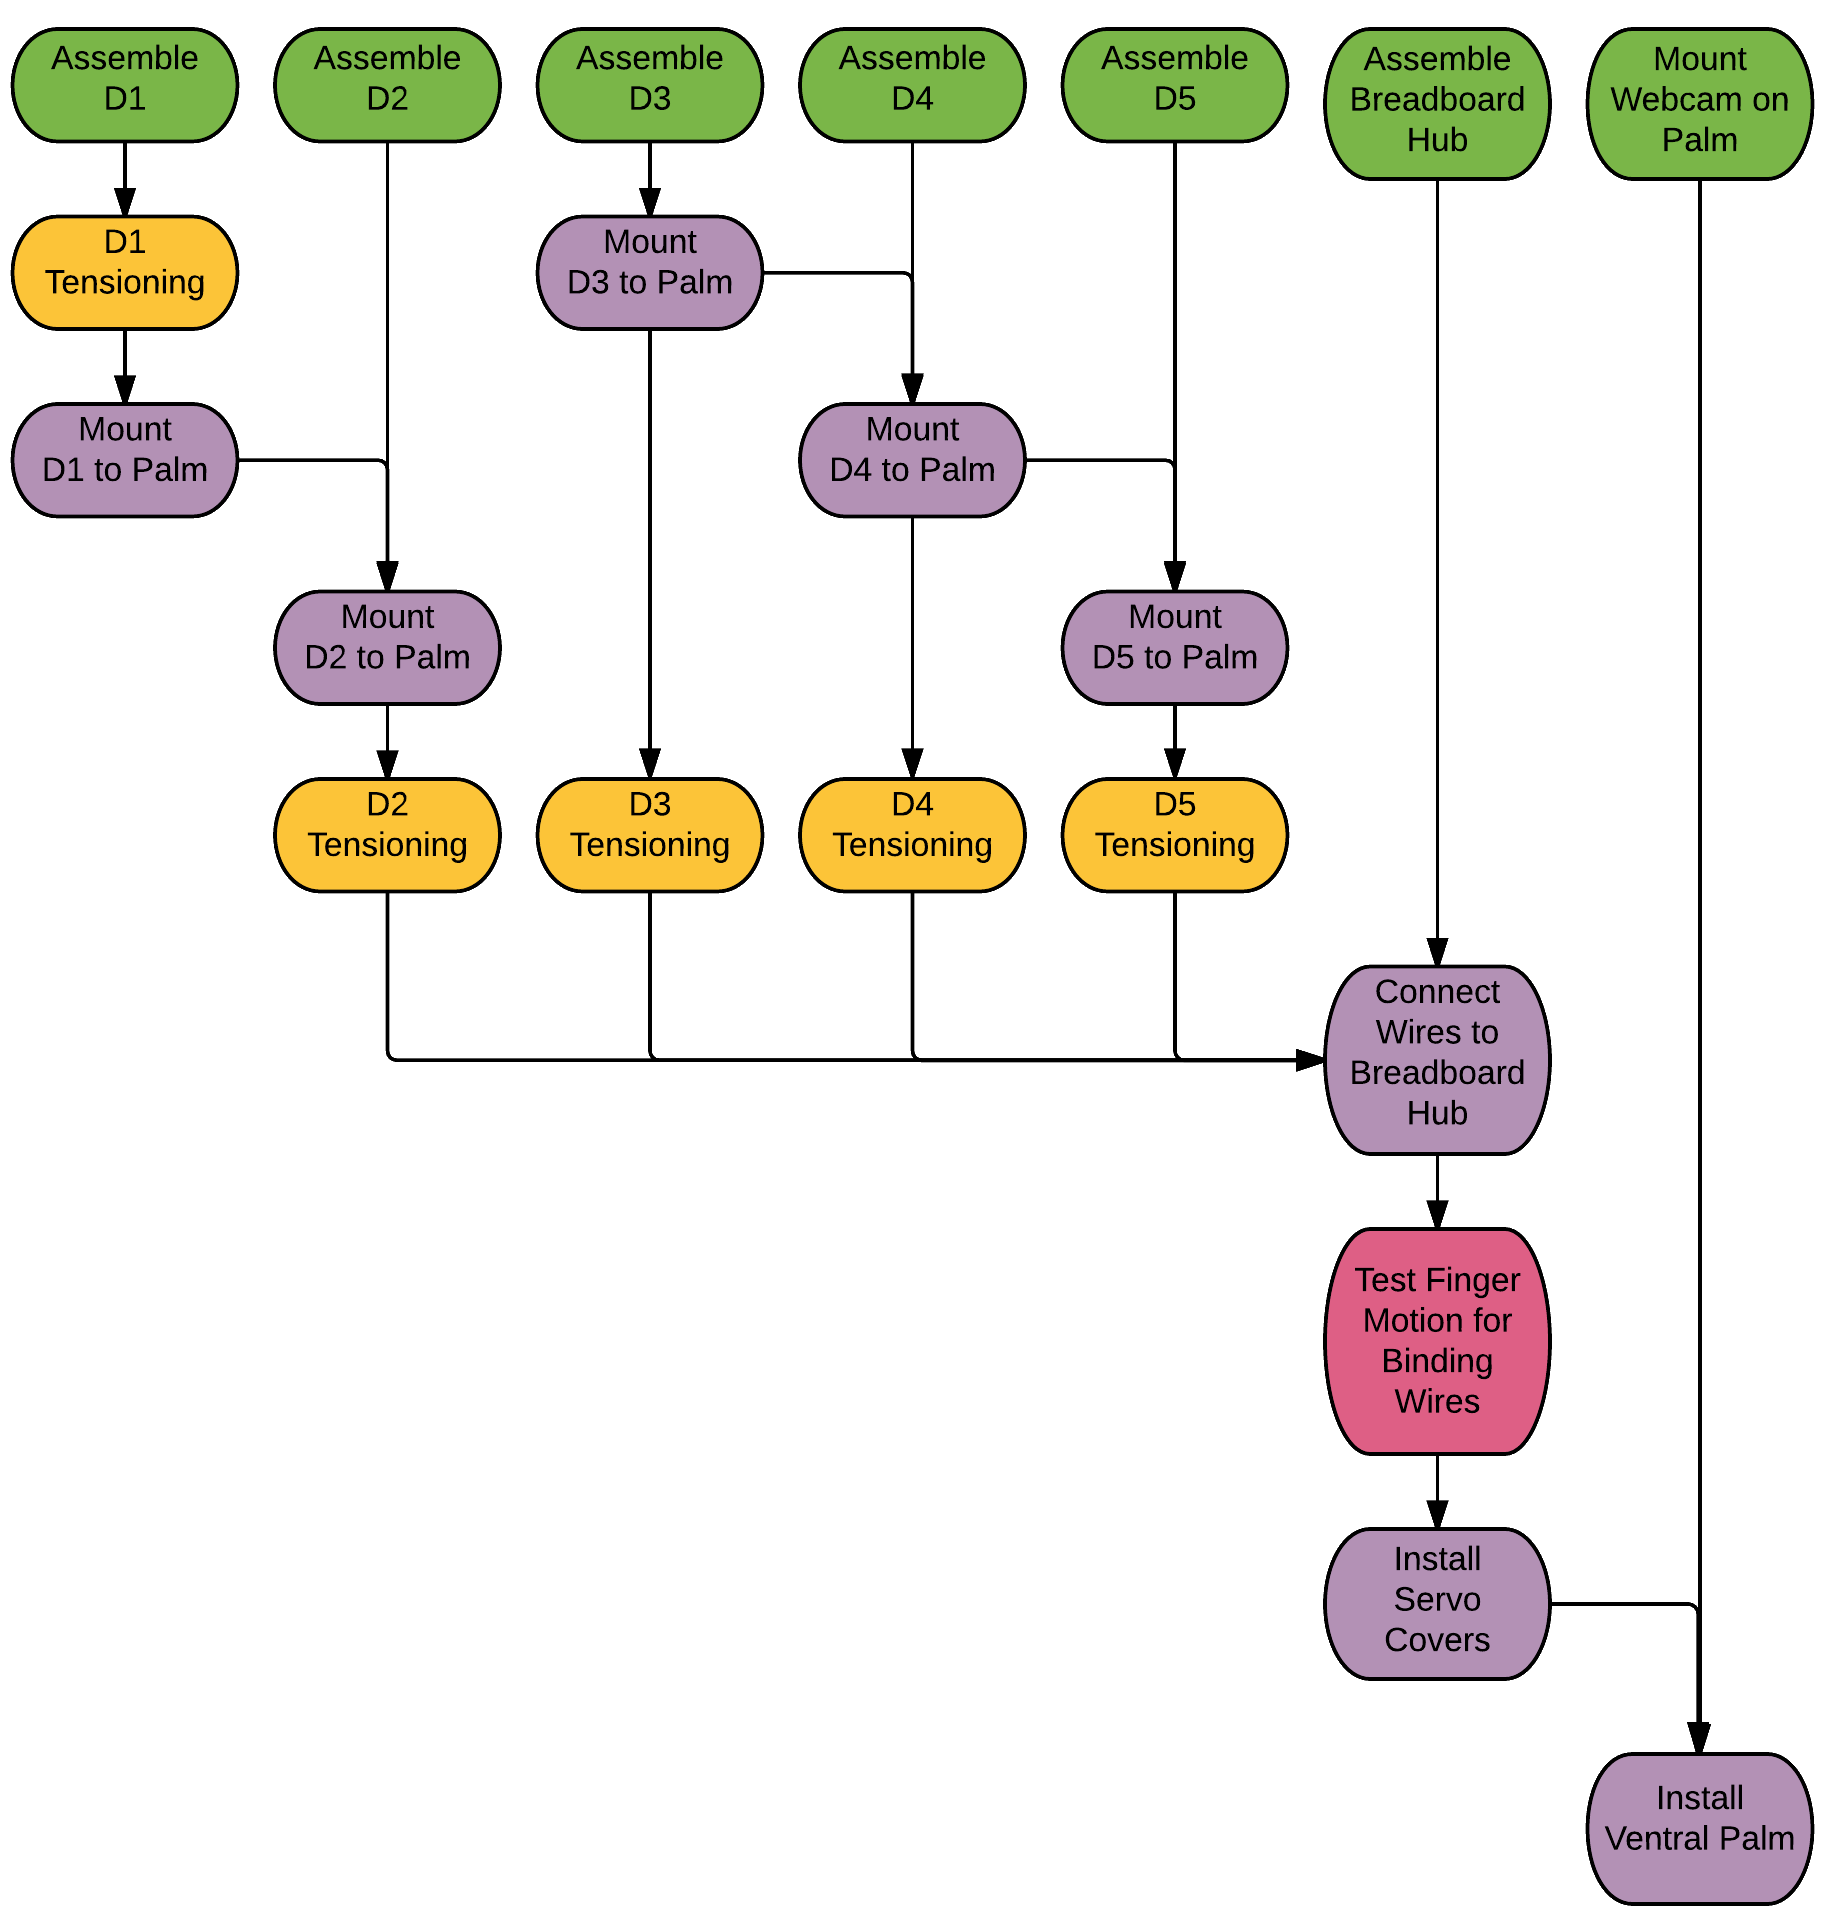 Assemble
D1
Assemble
D2
Assemble
D3
Assemble
D4
Assemble
D5
Assemble
Breadboard
Hub
Mount
Webcam on
Palm
D1
Tensioning
Mount
D3 to Palm
Mount
D1 to Palm
Mount
D4 to Palm
Mount
D2 to Palm
Mount
D5 to Palm
D2
Tensioning
D3
Tensioning
D4
Tensioning
D5
Tensioning
Connect
Wires to
Breadboard
Hub
Test Finger
Motion for
Binding
Wires
Install
Servo
Covers
Install
Ventral Palm